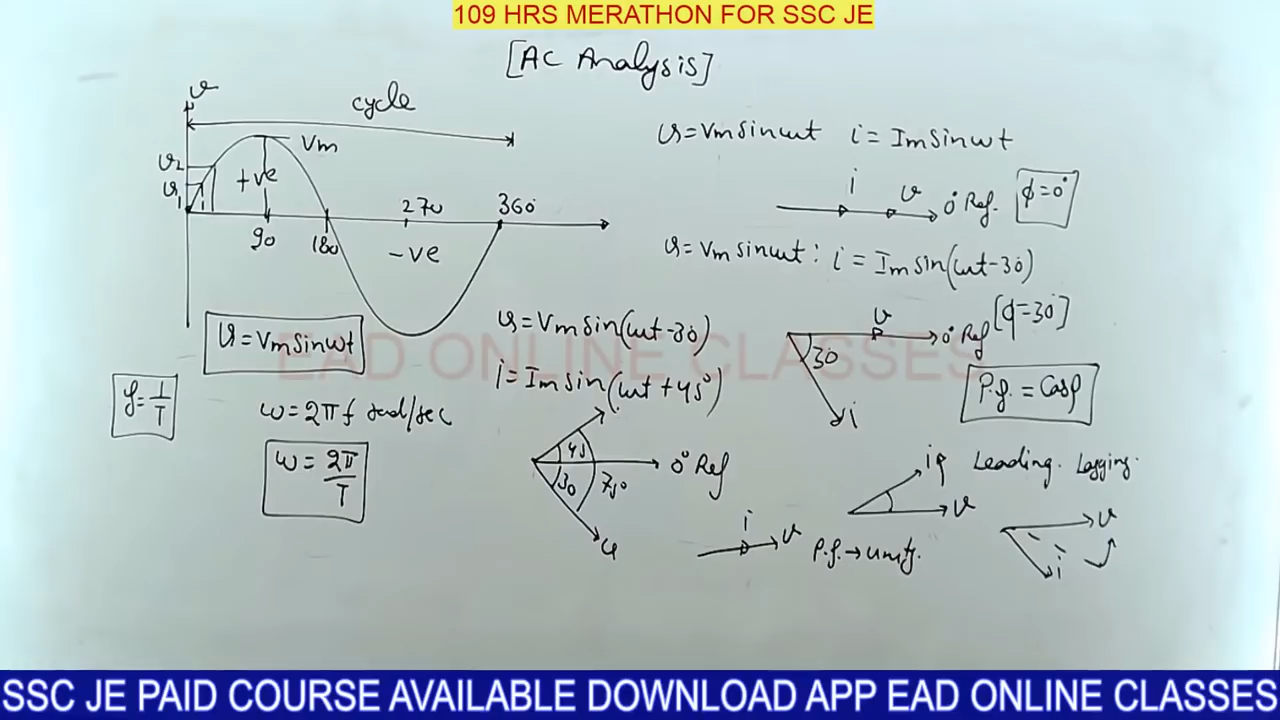 109 HRS MERATHON FOR SSC JE
[AC Analysis]
v
cycle
Vm
v2
v1
+ve
90
180
270
360
-ve
v = Vm sinωt
f = 1/T
ω = 2πf rad/sec
ω = 2π/T
v = Vm sinωt i = Im sinωt
i v 0° Ref. ϕ = 0°
v = Vm sinωt : i = Im sin(ωt - 30)
v 0° Ref [ϕ = 30°]
30
i
P.f. = Cosϕ
v = Vm sin(ωt - 30)
i = Im sin(ωt + 45°)
45
0° Ref
30 75°
v
i
v
P.f. → unity.
i Leading. Lagging.
v
v
i
EAD ONLINE CLASSES
SSC JE PAID COURSE AVAILABLE DOWNLOAD APP EAD ONLINE CLASSES